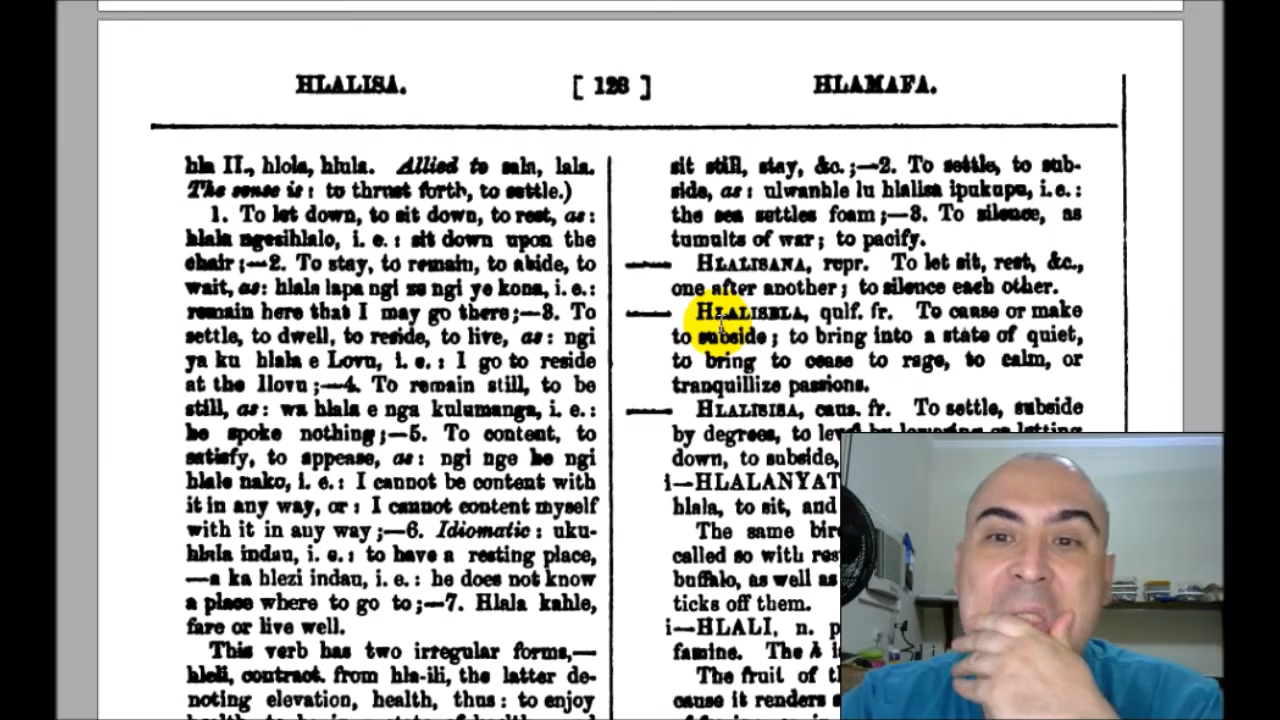 HLALISA. [ 126 ] HLAMAFA.
hla II., hlola, hlula. Allied to sala, lala.
The sense is: to thrust forth, to settle.)
1. To let down, to sit down, to rest, as:
hlala ngesihlalo, i. e.: sit down upon the
chair;—2. To stay, to remain, to abide, to
wait, as: hlala lapa ngi ze ngi ye kona, i. e.:
remain here that I may go there;—3. To
settle, to dwell, to reside, to live, as: ngi
ya ku hlala e Lovu, i. e.: I go to reside
at the Ilovu;—4. To remain still, to be
still, as: wa hlala e nga kulumanga, i. e.:
he spoke nothing;—5. To content, to
satisfy, to appease, as: ngi nge be ngi
hlale nako, i. e.: I cannot be content with
it in any way, or: I cannot content myself
with it in any way;—6. Idiomatic: uku-
hlala indau, i. e.: to have a resting place,
—a ka hlezi indau, i. e.: he does not know
a place where to go to;—7. Hlala kahle,
fare or live well.
This verb has two irregular forms,—
hleli, contract. from hla-ili, the latter de-
noting elevation, health, thus: to enjoy
sit still, stay, &c.;—2. To settle, to sub-
side, as: ulwanhle lu hlalisa ipukupu, i.e.:
the sea settles foam;—3. To silence, as
tumults of war; to pacify.
—— HLALISANA, repr. To let sit, rest, &c.,
one after another; to silence each other.
—— HLALISELA, qulf. fr. To cause or make
to subside; to bring into a state of quiet,
to bring to cease to rage, to calm, or
tranquillize passions.
—— HLALISISA, caus. fr. To settle, subside
by degrees, to level by lowering or letting
down, to subside,
i—HLALANYAT
hlala, to sit, and
The same bir
called so with res
buffalo, as well as
ticks off them.
i—HLALI, n. p
famine. The h i
The fruit of t
cause it renders